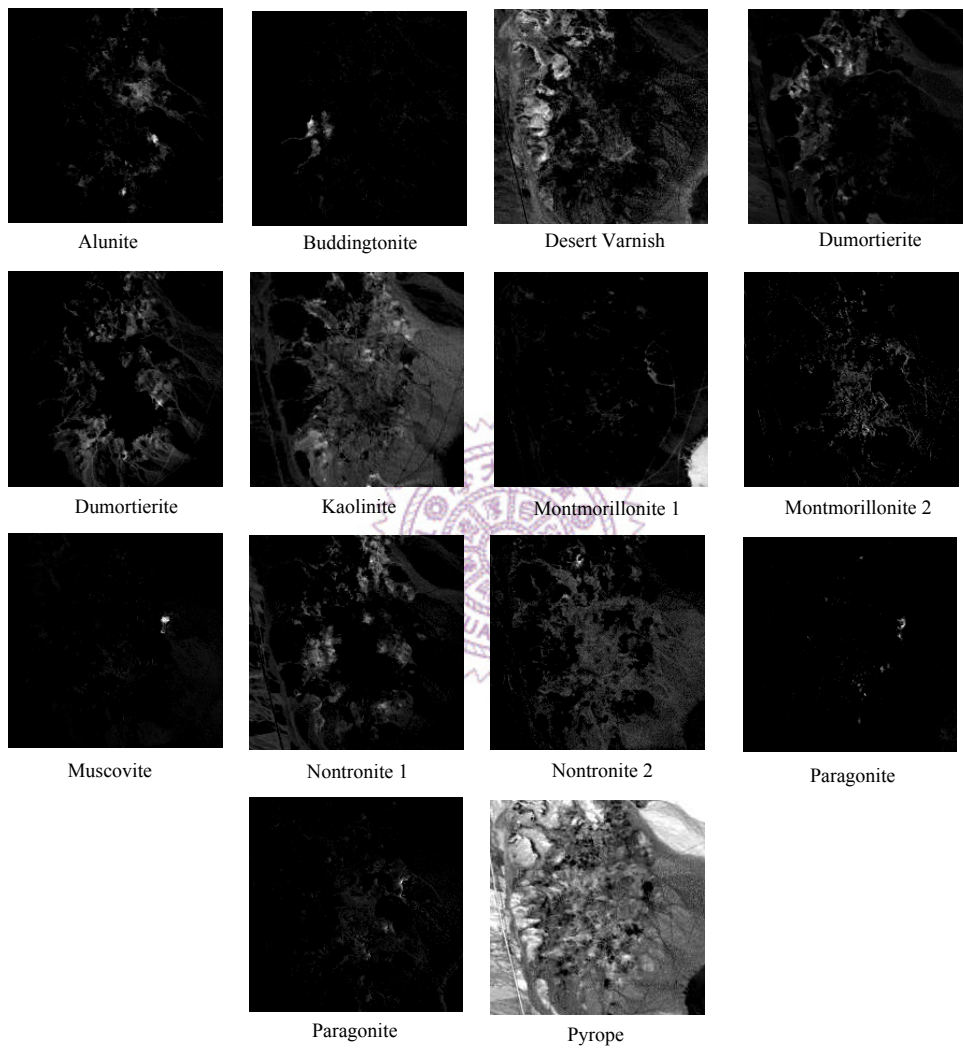 Alunite
Buddingtonite
Desert Varnish
Dumortierite
Dumortierite
Kaolinite
Montmorillonite 1
Montmorillonite 2
Muscovite
Nontronite 1
Nontronite 2
Paragonite
Paragonite
Pyrope